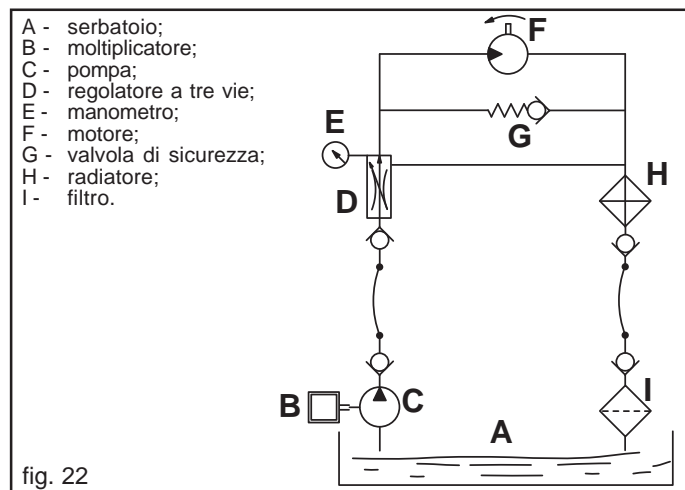 A - serbatoio;
B - moltiplicatore;
C - pompa;
D - regolatore a tre vie;
E - manometro;
F - motore;
G - valvola di sicurezza;
H - radiatore;
I - filtro.
F
E
G
H
D
B
C
I
A
fig. 22